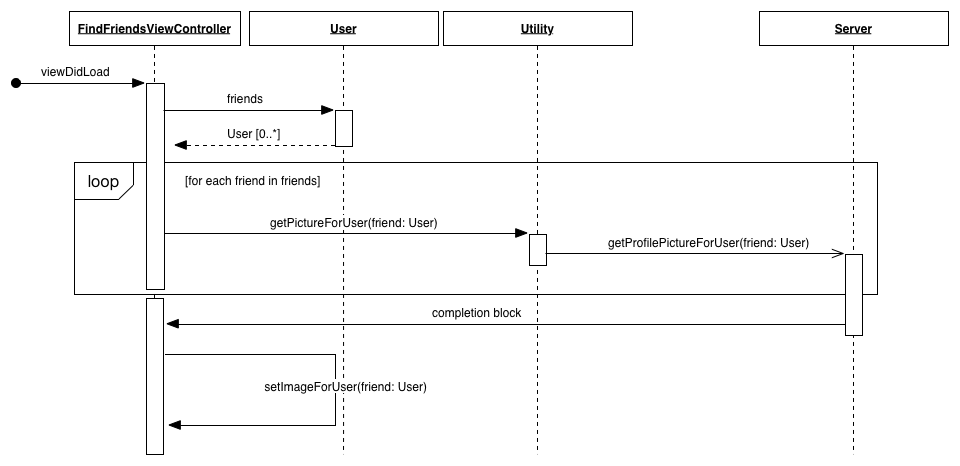 FindFriendsViewController
User
Utility
Server
viewDidLoad
friends
User [0..*]
loop
[for each friend in friends]
getPictureForUser(friend: User)
getProfilePictureForUser(friend: User)
completion block
setImageForUser(friend: User)